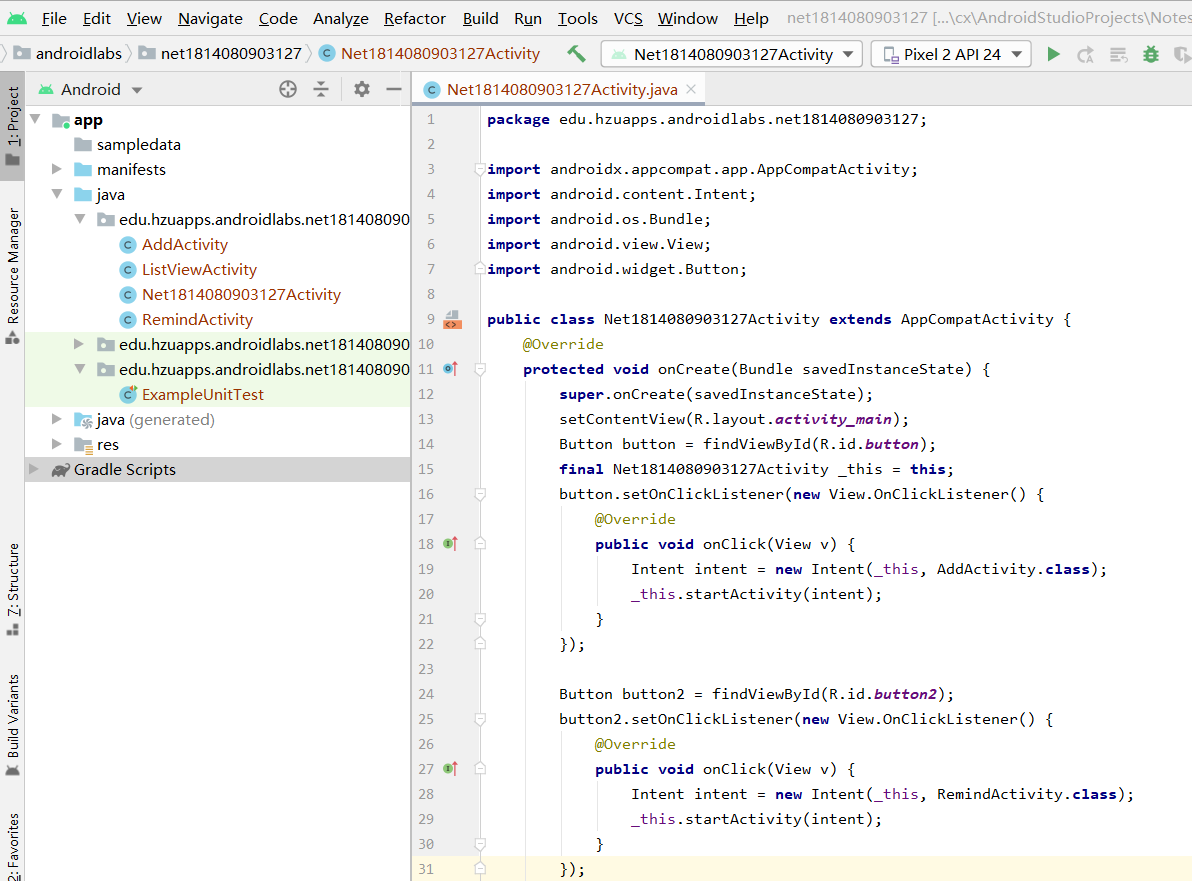 File Edit View Navigate Code Analyze Refactor Build Run Tools VCS Window Help net1814080903127 [...\cx\AndroidStudioProjects\Notes
androidlabs net1814080903127 Net1814080903127Activity Net1814080903127Activity Pixel 2 API 24
1: Project
Resource Manager
7: Structure
Build Variants
2: Favorites
Android
app
sampledata
manifests
java
edu.hzuapps.androidlabs.net181408090
AddActivity
ListViewActivity
Net1814080903127Activity
RemindActivity
edu.hzuapps.androidlabs.net181408090
edu.hzuapps.androidlabs.net181408090
ExampleUnitTest
java (generated)
res
Gradle Scripts
Net1814080903127Activity.java
1 package edu.hzuapps.androidlabs.net1814080903127;
2
3 import androidx.appcompat.app.AppCompatActivity;
4 import android.content.Intent;
5 import android.os.Bundle;
6 import android.view.View;
7 import android.widget.Button;
8
9 public class Net1814080903127Activity extends AppCompatActivity {
10 @Override
11 protected void onCreate(Bundle savedInstanceState) {
12 super.onCreate(savedInstanceState);
13 setContentView(R.layout.activity_main);
14 Button button = findViewById(R.id.button);
15 final Net1814080903127Activity _this = this;
16 button.setOnClickListener(new View.OnClickListener() {
17 @Override
18 public void onClick(View v) {
19 Intent intent = new Intent(_this, AddActivity.class);
20 _this.startActivity(intent);
21 }
22 });
23
24 Button button2 = findViewById(R.id.button2);
25 button2.setOnClickListener(new View.OnClickListener() {
26 @Override
27 public void onClick(View v) {
28 Intent intent = new Intent(_this, RemindActivity.class);
29 _this.startActivity(intent);
30 }
31 });